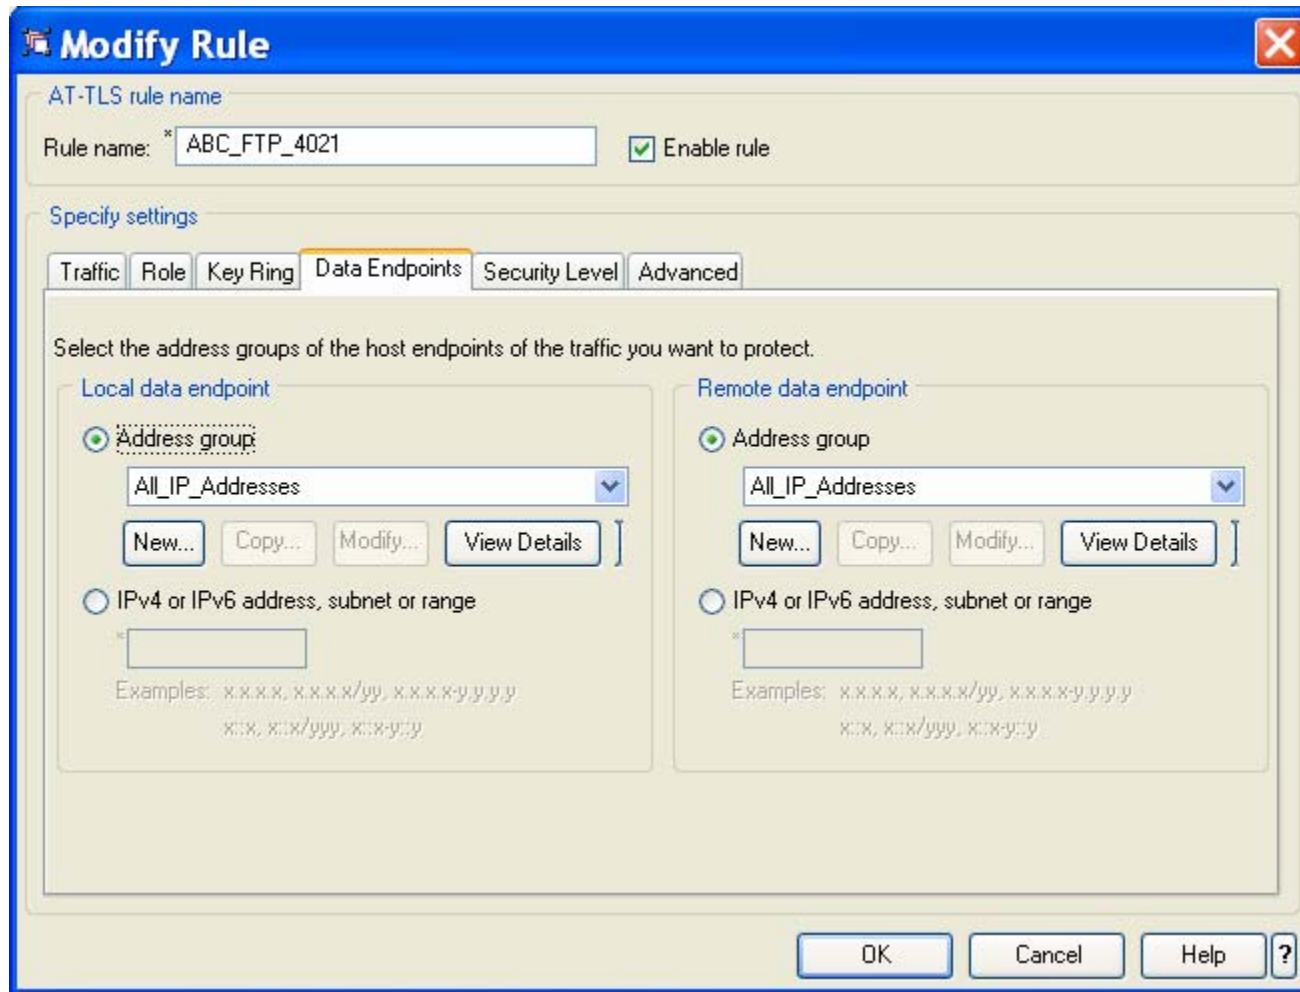 Modify Rule
AT-TLS rule name
Rule name: * ABC_FTP_4021 Enable rule
Specify settings
Traffic Role Key Ring Data Endpoints Security Level Advanced
Select the address groups of the host endpoints of the traffic you want to protect.
Local data endpoint
Address group
All_IP_Addresses
New... Copy... Modify... View Details
IPv4 or IPv6 address, subnet or range
*
Examples: x.x.x.x, x.x.x.x/yy, x.x.x.x-y.y.y.y
x::x, x::x/yyy, x::x-y::y
Remote data endpoint
Address group
All_IP_Addresses
New... Copy... Modify... View Details
IPv4 or IPv6 address, subnet or range
*
Examples: x.x.x.x, x.x.x.x/yy, x.x.x.x-y.y.y.y
x::x, x::x/yyy, x::x-y::y
OK Cancel Help ?